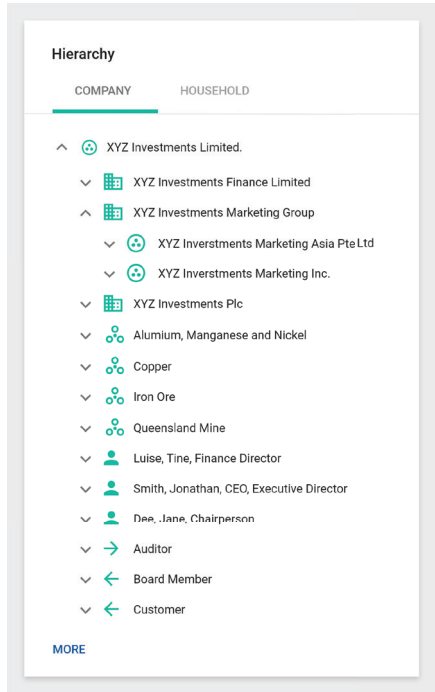 Hierarchy
COMPANY HOUSEHOLD
XYZ Investments Limited.
XYZ Investments Finance Limited
XYZ Investments Marketing Group
XYZ Inverstments Marketing Asia Pte Ltd
XYZ Inverstments Marketing Inc.
XYZ Investments Plc
Alumium, Manganese and Nickel
Copper
Iron Ore
Queensland Mine
Luise, Tine, Finance Director
Smith, Jonathan, CEO, Executive Director
Dee, Jane, Chairperson
Auditor
Board Member
Customer
MORE